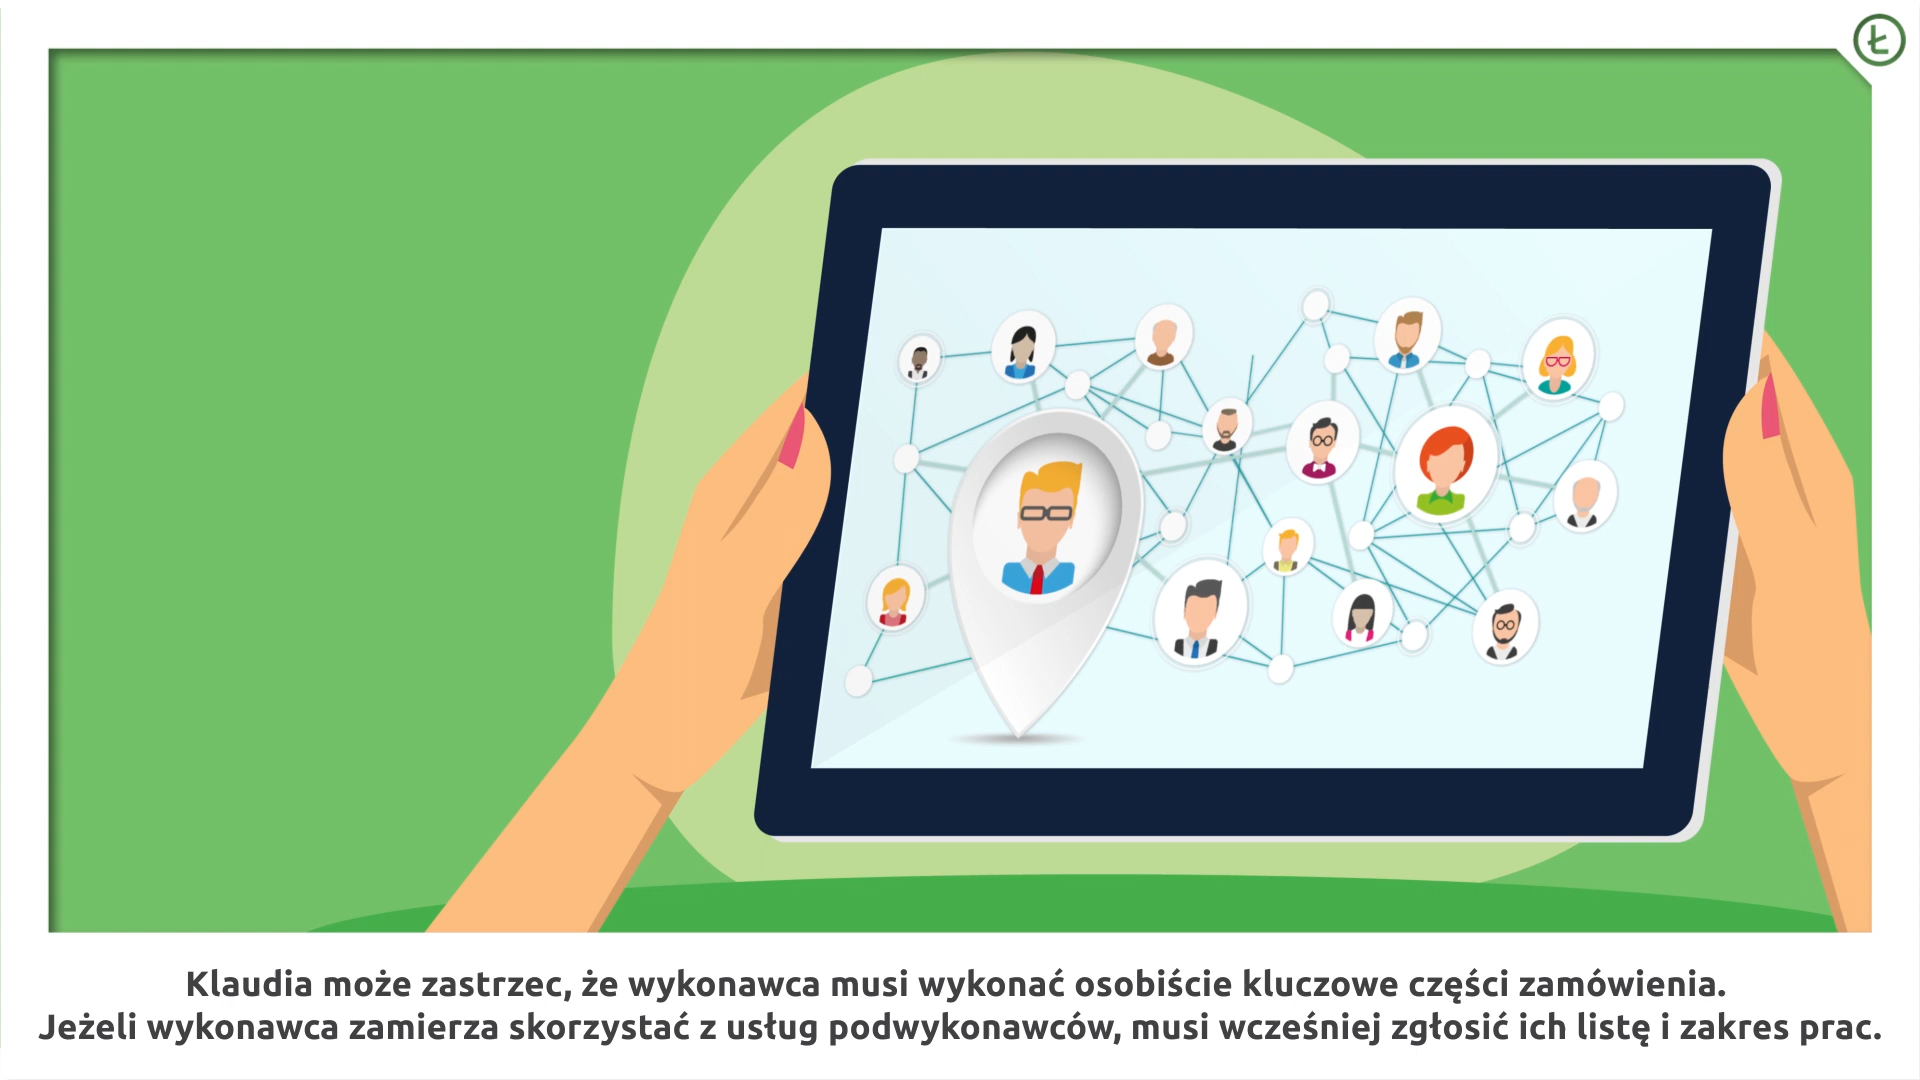 Ł
Klaudia może zastrzec, że wykonawca musi wykonać osobiście kluczowe części zamówienia.
Jeżeli wykonawca zamierza skorzystać z usług podwykonawców, musi wcześniej zgłosić ich listę i zakres prac.